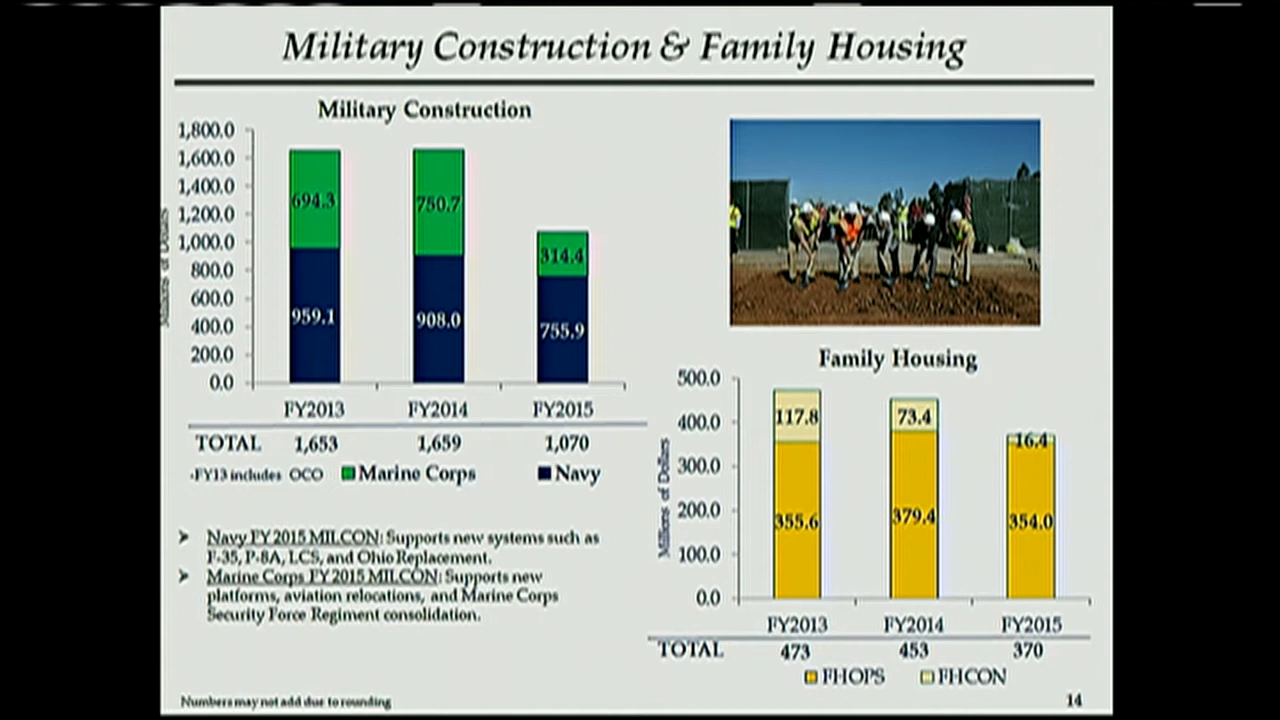 Military Construction & Family Housing
Military Construction
1,800.0
1,600.0
1,400.0
1,200.0
1,000.0
800.0
600.0
400.0
200.0
0.0
Millions of Dollars
694.3
750.7
314.4
959.1
908.0
755.9
FY2013 FY2014 FY2015
TOTAL 1,653 1,659 1,070
-FY13 includes OCO Marine Corps Navy
Navy FY 2015 MILCON: Supports new systems such as
F-35, P-8A, LCS, and Ohio Replacement.
Marine Corps FY 2015 MILCON: Supports new
platforms, aviation relocations, and Marine Corps
Security Force Regiment consolidation.
Family Housing
500.0
400.0
300.0
200.0
100.0
0.0
Millions of Dollars
117.8
73.4
16.4
355.6
379.4
354.0
FY2013 FY2014 FY2015
TOTAL 473 453 370
FHOPS FHCON
Numbers may not add due to rounding
14